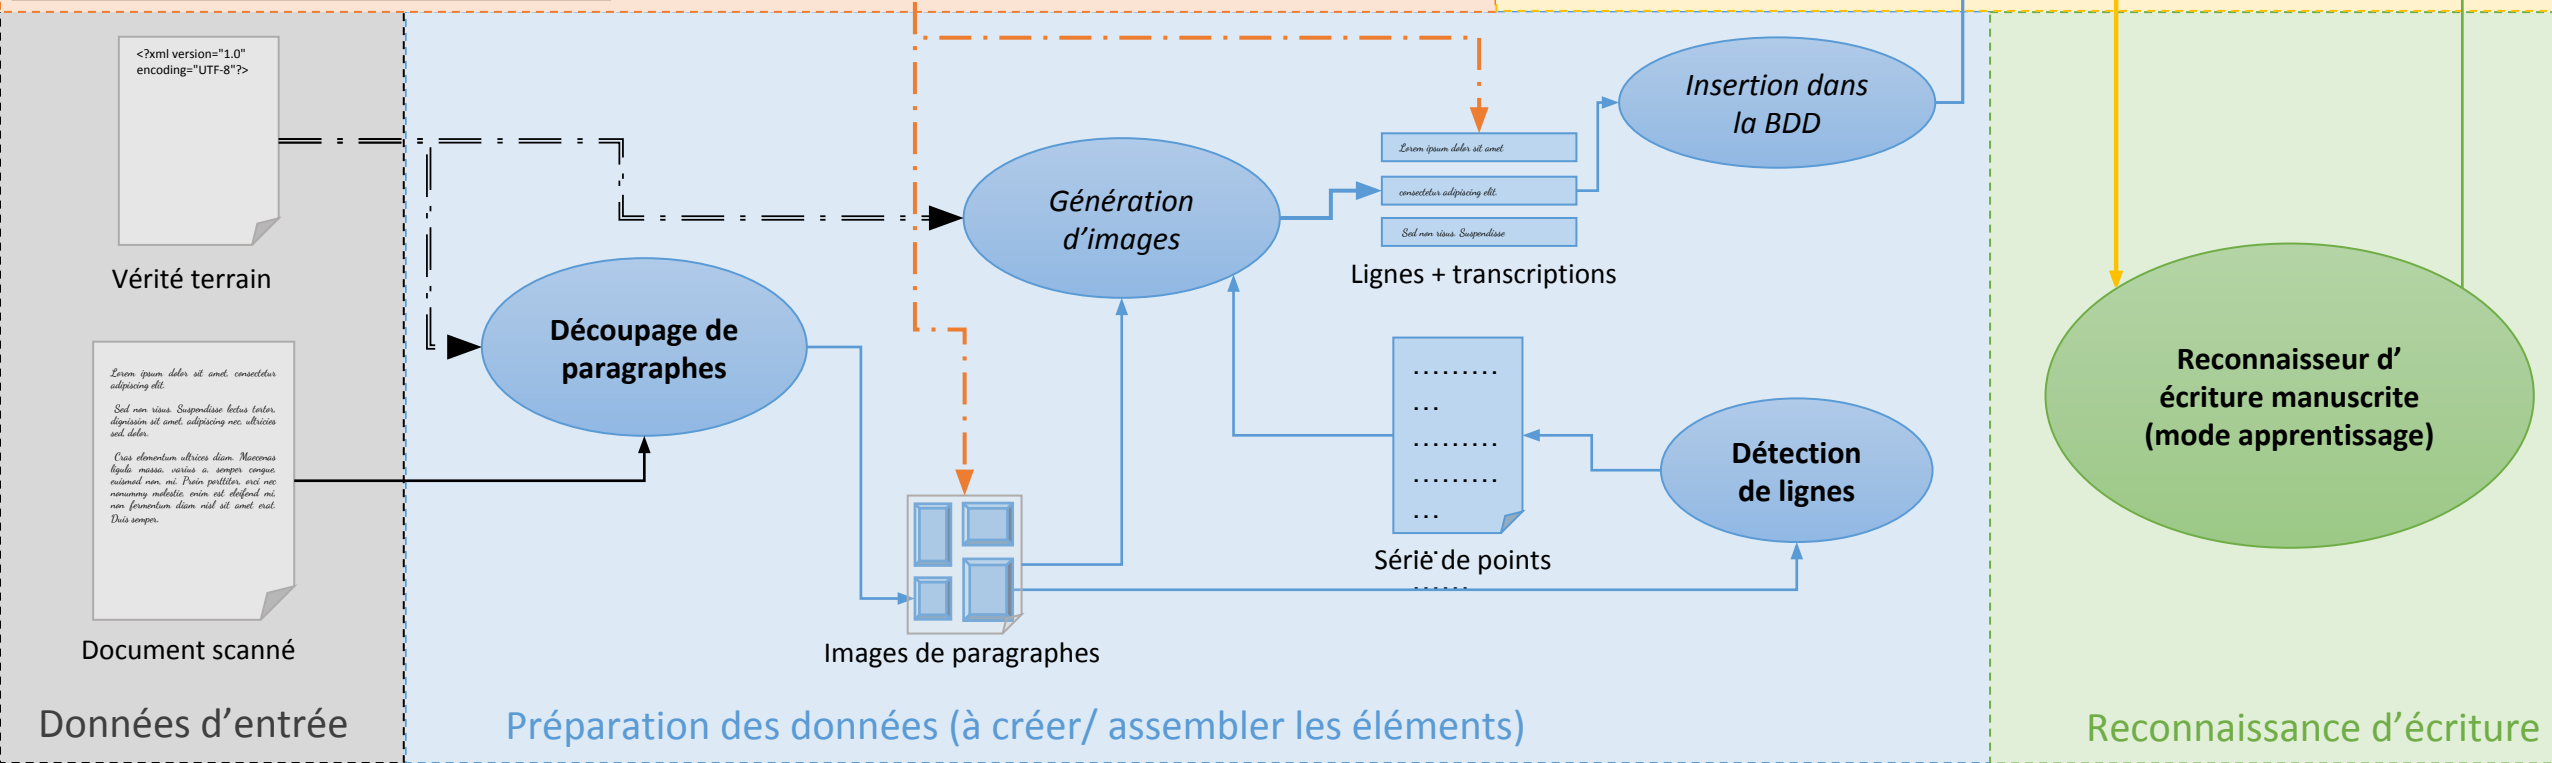 <?xml version="1.0"
encoding="UTF-8"?>
Vérité terrain
Lorem ipsum dolor sit amet, consectetur
adipiscing elit.
Sed non risus. Suspendisse lectus tortor,
dignissim sit amet, adipiscing nec, ultricies
sed, dolor.
Cras elementum ultrices diam. Maecenas
ligula massa, varius a, semper congue,
euismod non, mi. Proin porttitor, orci nec
nonummy molestie, enim est eleifend mi,
non fermentum diam nisl sit amet erat.
Duis semper.
Document scanné
Données d’entrée
Découpage de
paragraphes
Génération
d’images
Images de paragraphes
Lorem ipsum dolor sit amet
consectetur adipiscing elit.
Sed non risus. Suspendisse
Lignes + transcriptions
Insertion dans
la BDD
.........
...
.........
.........
...
...
......
Série de points
Détection
de lignes
Préparation des données (à créer/ assembler les éléments)
Reconnaisseur d’
écriture manuscrite
(mode apprentissage)
Reconnaissance d’écriture